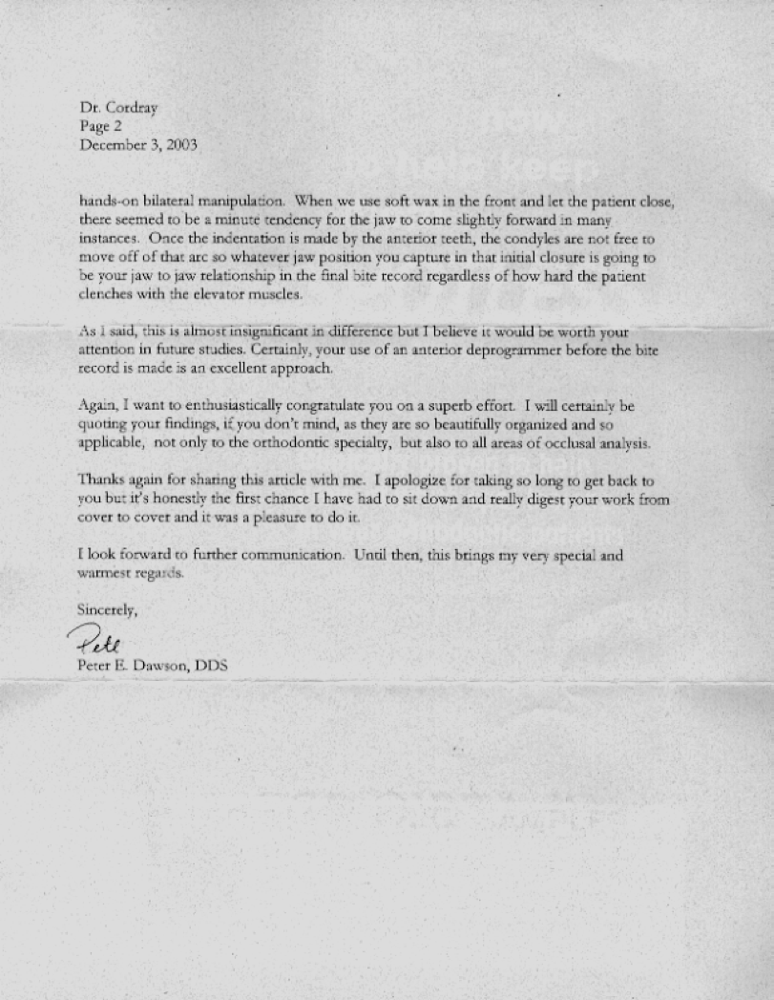 Dr. Cordray
Page 2
December 3, 2003
hands-on bilateral manipulation. When we use soft wax in the front and let the patient close,
there seemed to be a minute tendency for the jaw to come slightly forward in many
instances. Once the indentation is made by the anterior teeth, the condyles are not free to
move off of that arc so whatever jaw position you capture in that initial closure is going to
be your jaw to jaw relationship in the final bite record regardless of how hard the patient
clenches with the elevator muscles.
As I said, this is almost insignificant in difference but I believe it would be worth your
attention in future studies. Certainly, your use of an anterior deprogrammer before the bite
record is made is an excellent approach.
Again, I want to enthusiastically congratulate you on a superb effort. I will certainly be
quoting your findings, if you don't mind, as they are so beautifully organized and so
applicable, not only to the orthodontic specialty, but also to all areas of occlusal analysis.
Thanks again for sharing this article with me. I apologize for taking so long to get back to
you but it's honestly the first chance I have had to sit down and really digest your work from
cover to cover and it was a pleasure to do it.
I look forward to further communication. Until then, this brings my very special and
warmest regards.
Sincerely,
Pete
Peter E. Dawson, DDS